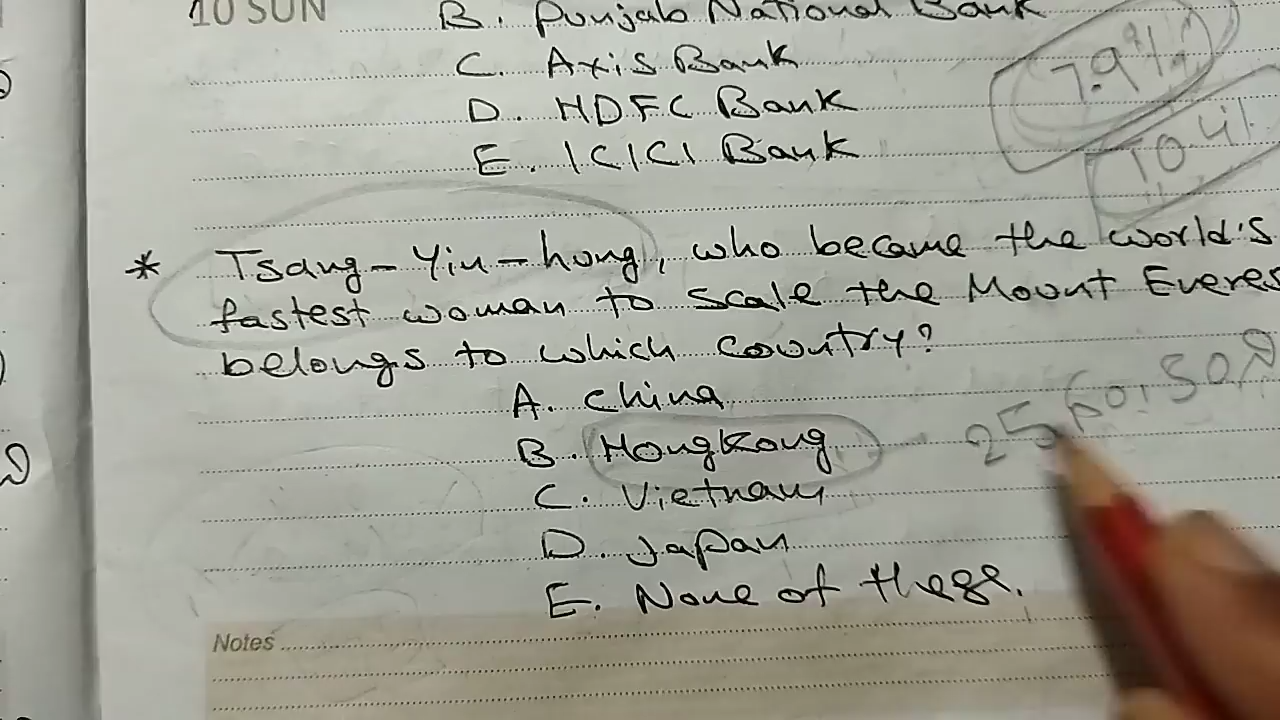 10 SUN
B. Punjab National Bank
C. Axis Bank
D. HDFC Bank
E. ICICI Bank
7.9%
10.4%
* Tsang-Yin-hung, who became the world's
fastest woman to scale the Mount Everes
belongs to which country?
A. China
B. Hongkong
C. Vietnam
D. Japan
E. None of these.
Notes